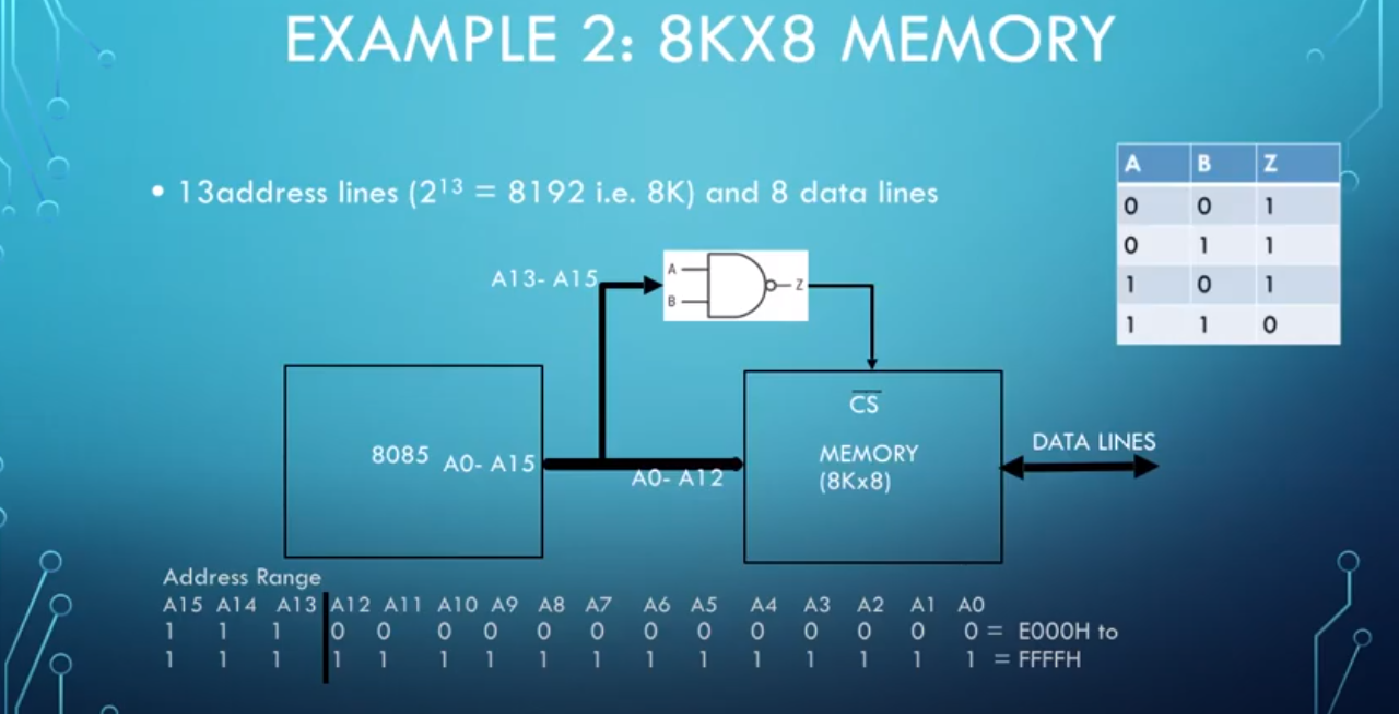 EXAMPLE 2: 8KX8 MEMORY
• 13address lines (2¹³ = 8192 i.e. 8K) and 8 data lines
A B Z
0 0 1
0 1 1
1 0 1
1 1 0
A13- A15
A
B
Z
8085
A0- A15
A0- A12
CS
MEMORY
(8Kx8)
DATA LINES
Address Range
A15 A14 A13 A12 A11 A10 A9 A8 A7 A6 A5 A4 A3 A2 A1 A0
1 1 1 0 0 0 0 0 0 0 0 0 0 0 0 0 = E000H to
1 1 1 1 1 1 1 1 1 1 1 1 1 1 1 1 = FFFFH